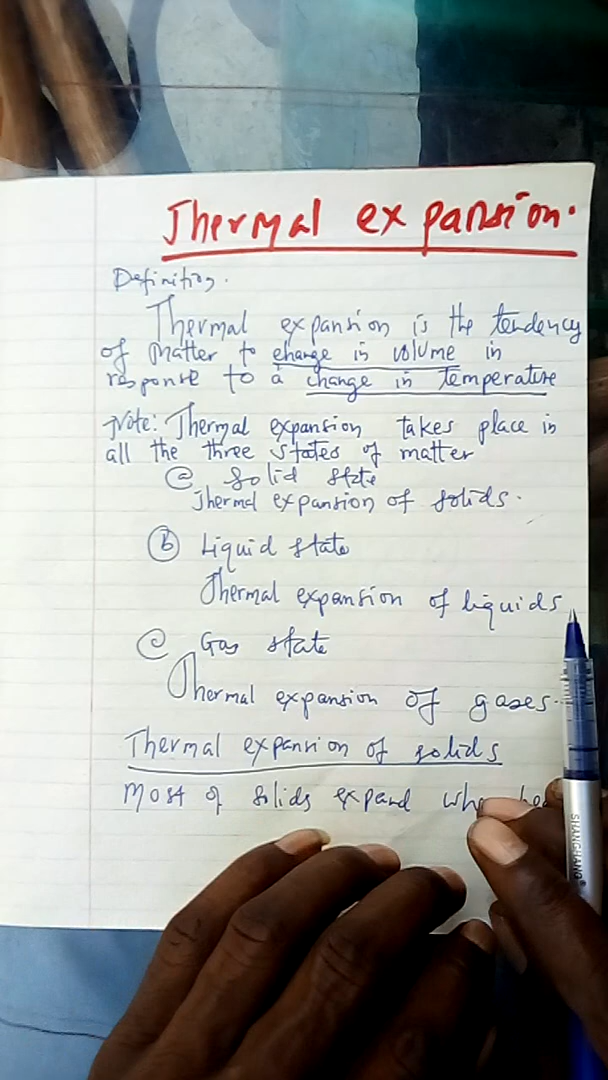 Thermal expansion.
Definition.
Thermal expansion is the tendency
of matter to change in volume in
response to a change in temperature
Note: Thermal expansion takes place in
all the three states of matter
(a) Solid state
Thermal expansion of solids.
(b) Liquid state
Thermal expansion of liquids
(c) Gas state
Thermal expansion of gases.
Thermal expansion of solids
Most of solids expand
SHANGHANG